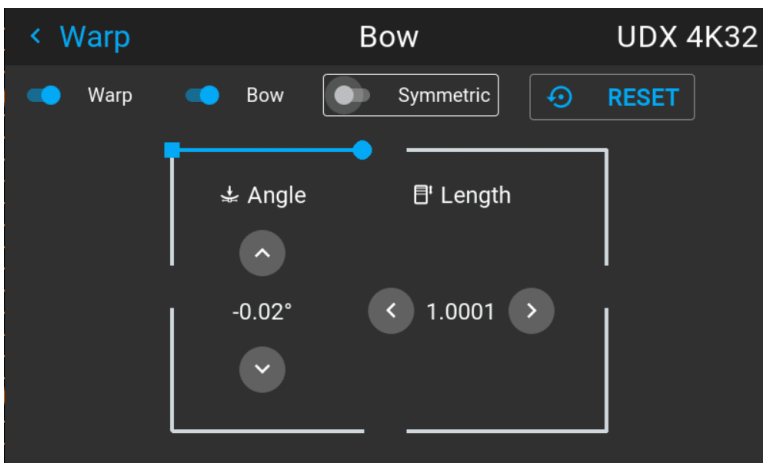 Warp Bow UDX 4K32
Warp Bow Symmetric RESET
Angle Length
-0.02° 1.0001